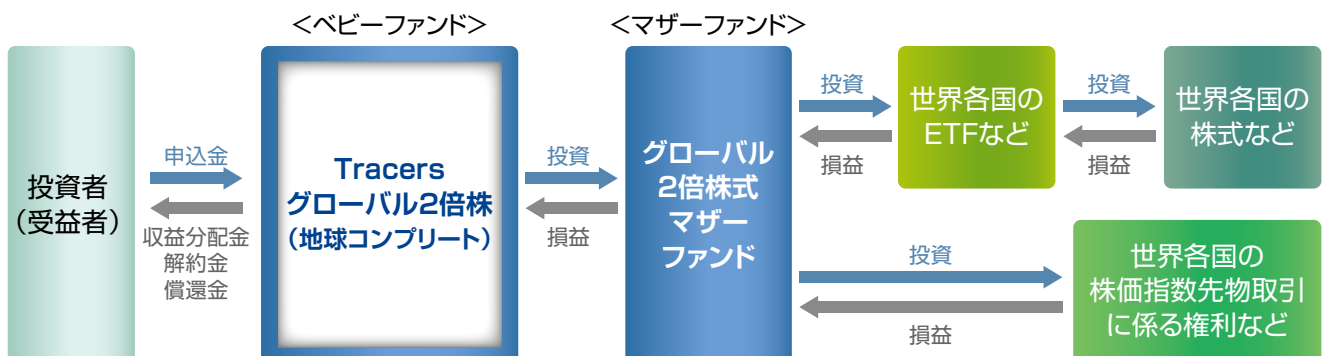 ＜ベビーファンド＞
＜マザーファンド＞
投資者
（受益者）
申込金
収益分配金
解約金
償還金
Tracers
グローバル2倍株
（地球コンプリート）
投資
損益
グローバル
2倍株式
マザー
ファンド
投資
損益
世界各国の
ETFなど
投資
損益
世界各国の
株式など
投資
損益
世界各国の
株価指数先物取引
に係る権利など